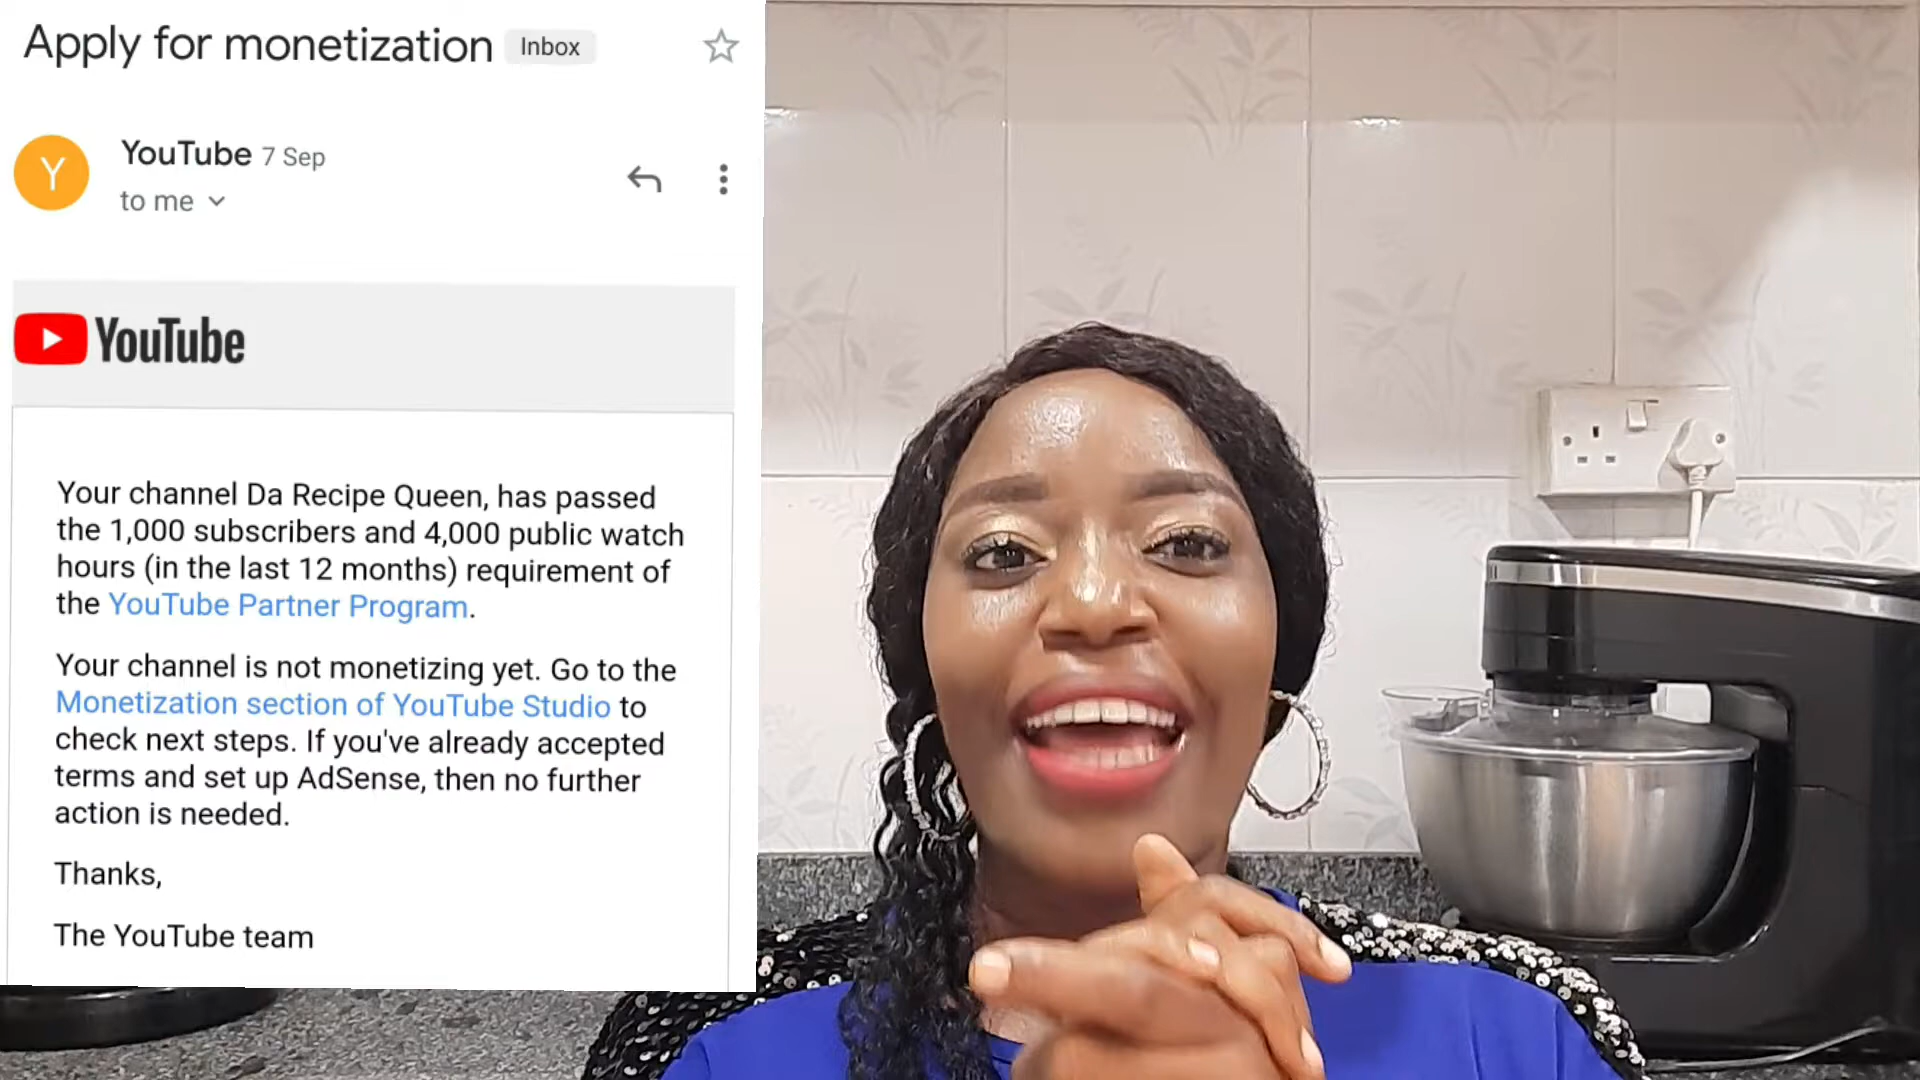 Apply for monetization Inbox
Y
YouTube 7 Sep
to me
YouTube
Your channel Da Recipe Queen, has passed
the 1,000 subscribers and 4,000 public watch
hours (in the last 12 months) requirement of
the YouTube Partner Program.
Your channel is not monetizing yet. Go to the
Monetization section of YouTube Studio to
check next steps. If you've already accepted
terms and set up AdSense, then no further
action is needed.
Thanks,
The YouTube team